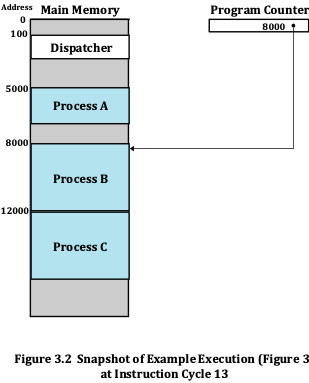 Address Main Memory Program Counter
0
100
8000
Dispatcher
5000
Process A
8000
Process B
12000
Process C
Figure 3.2 Snapshot of Example Execution (Figure 3
at Instruction Cycle 13